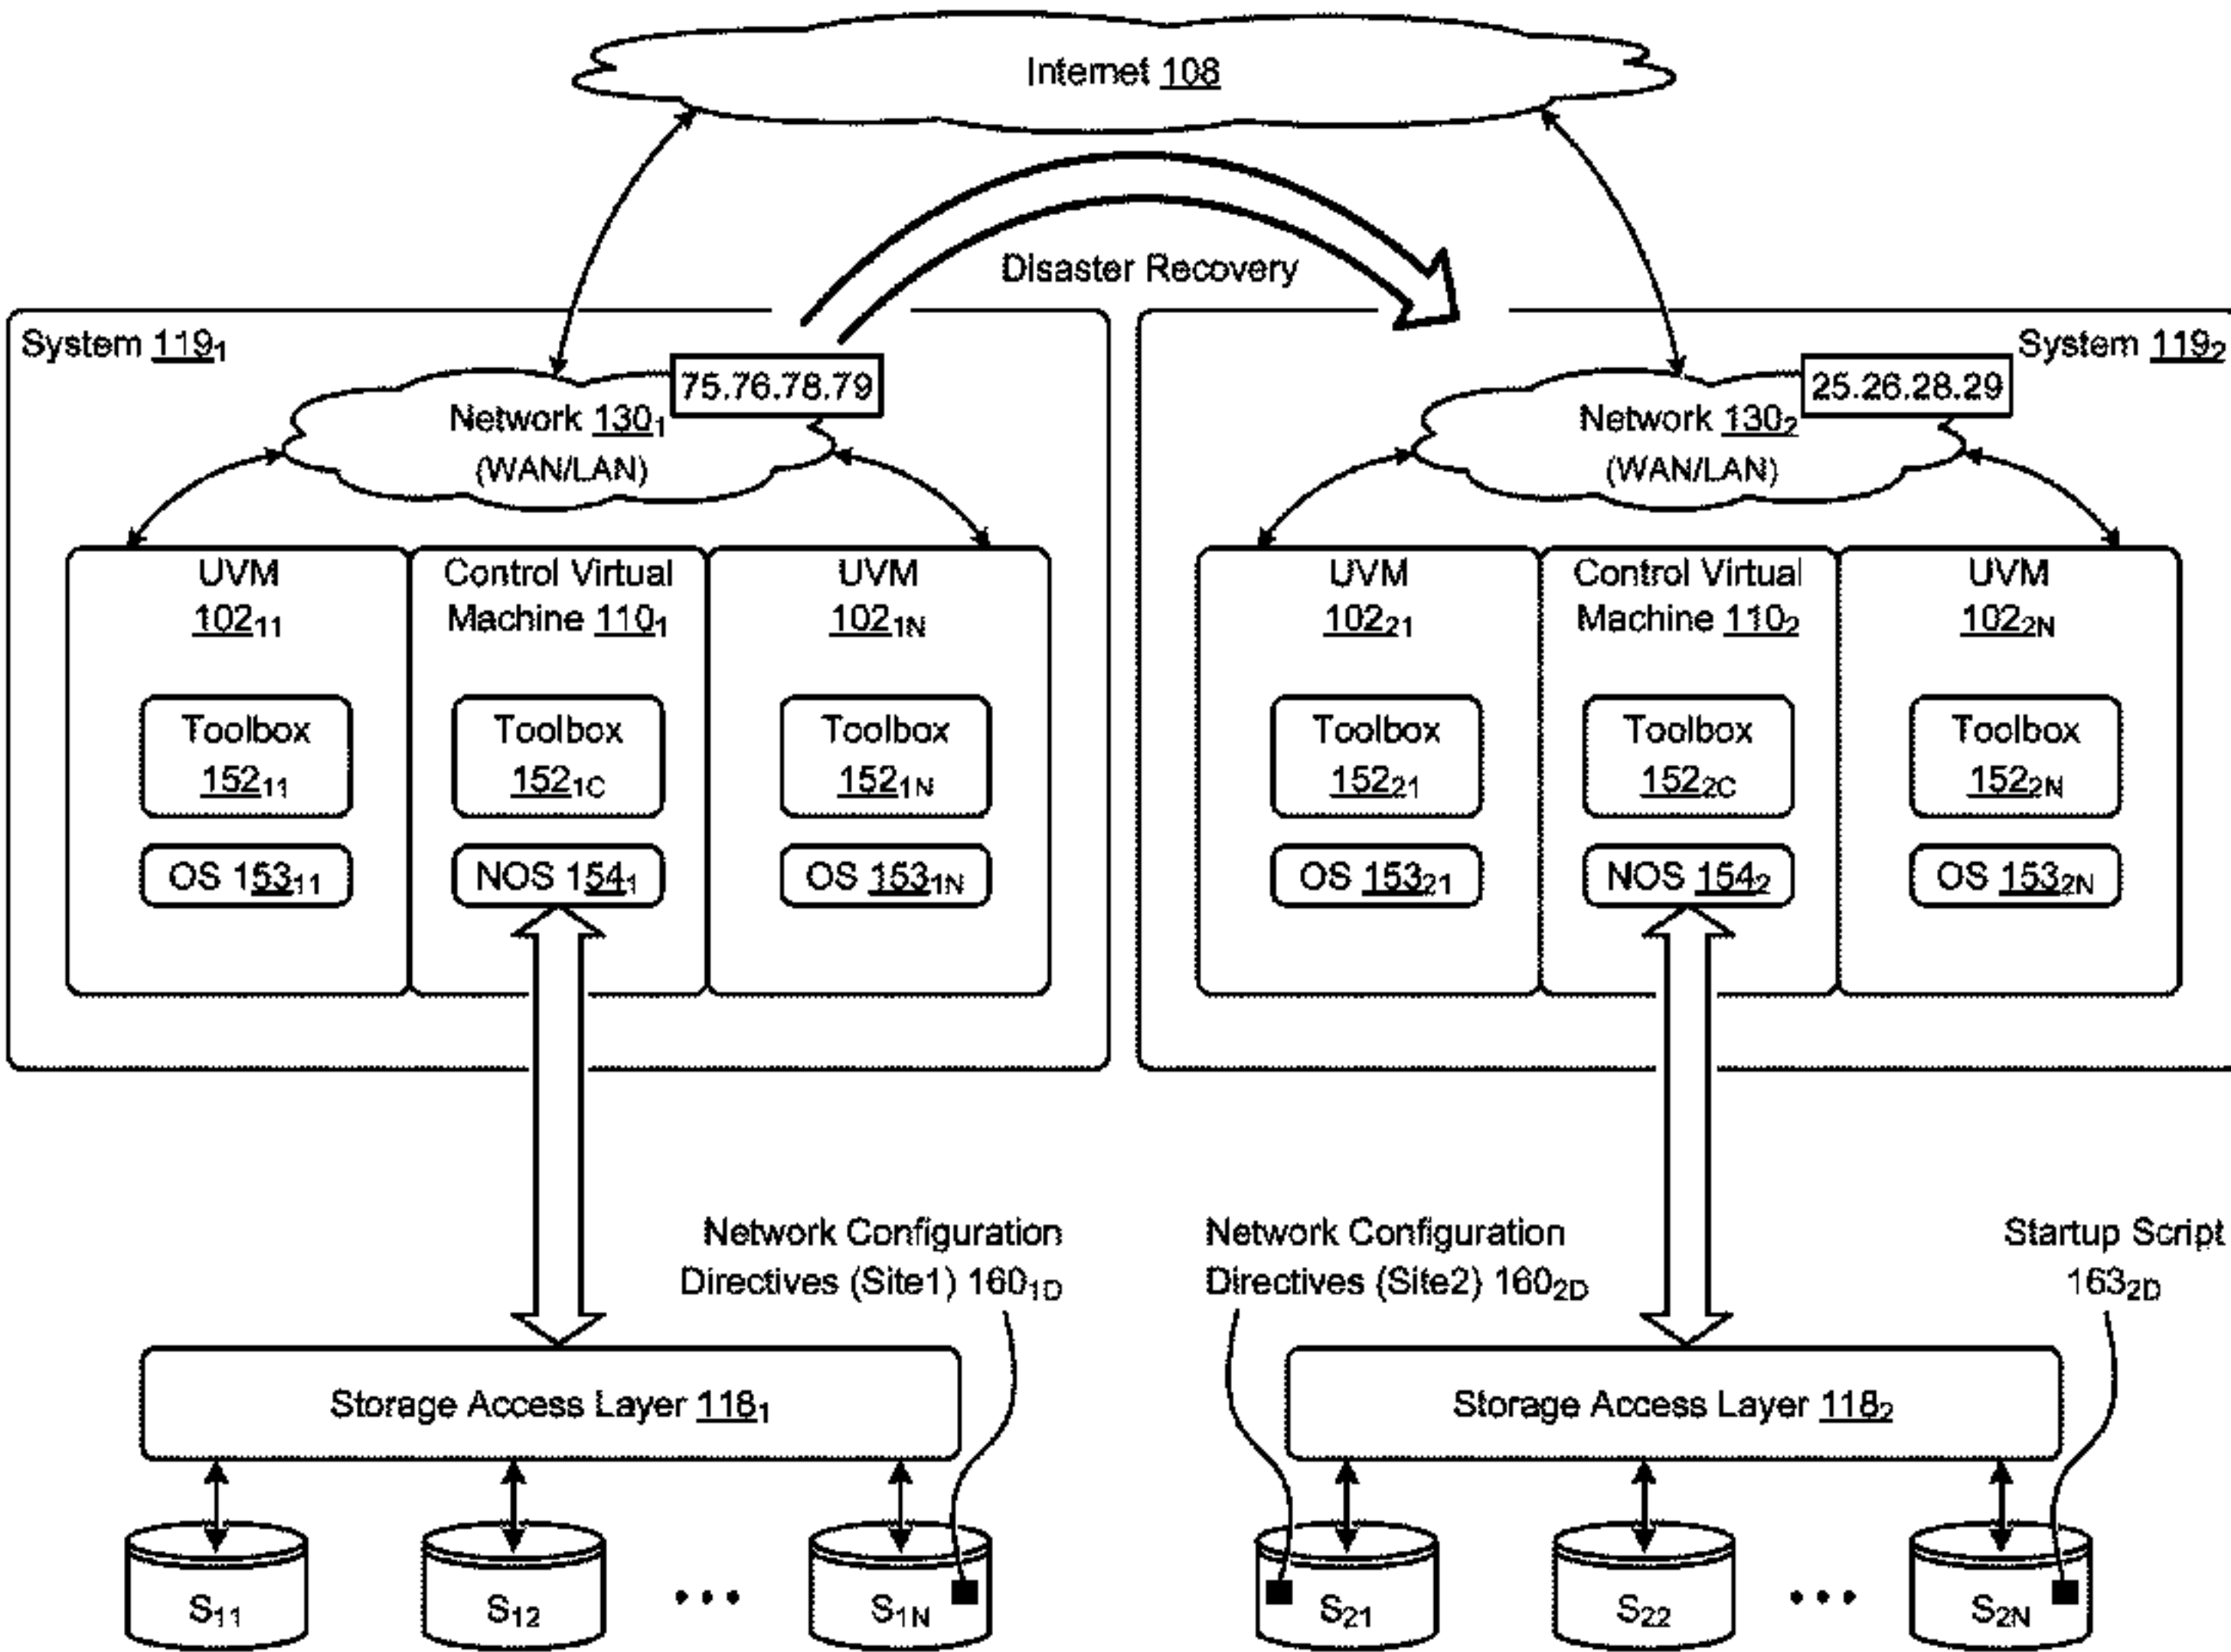 Internet 108
Disaster Recovery
System 119₁
75.76.78.79
Network 130₁
(WAN/LAN)
UVM
102₁₁
Control Virtual
Machine 110₁
UVM
102₁N
Toolbox
152₁₁
Toolbox
152₁C
Toolbox
152₁N
OS 153₁₁
NOS 154₁
OS 153₁N
System 119₂
25.26.28.29
Network 130₂
(WAN/LAN)
UVM
102₂₁
Control Virtual
Machine 110₂
UVM
102₂N
Toolbox
152₂₁
Toolbox
152₂C
Toolbox
152₂N
OS 153₂₁
NOS 154₂
OS 153₂N
Network Configuration
Directives (Site1) 160₁D
Network Configuration
Directives (Site2) 160₂D
Startup Script
163₂D
Storage Access Layer 118₁
Storage Access Layer 118₂
S₁₁
S₁₂
• • •
S₁N
S₂₁
S₂₂
• • •
S₂N